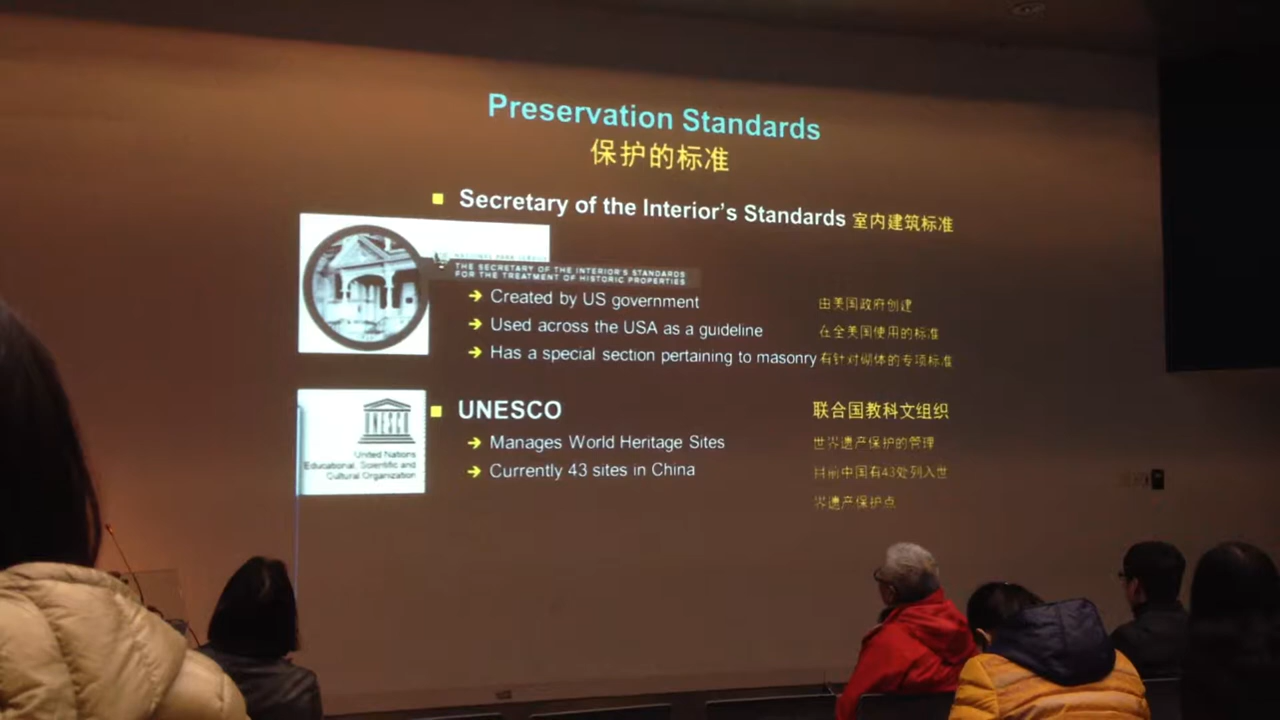 Preservation Standards
保护的标准
Secretary of the Interior's Standards 室内建筑标准
NATIONAL PARK SERVICE
THE SECRETARY OF THE INTERIOR'S STANDARDS
FOR THE TREATMENT OF HISTORIC PROPERTIES
→ Created by US government 由美国政府创建
→ Used across the USA as a guideline 在全美国使用的标准
→ Has a special section pertaining to masonry 有针对砌体的专项标准
UNESCO
United Nations
Educational, Scientific and
Cultural Organization
UNESCO 联合国教科文组织
→ Manages World Heritage Sites 世界遗产保护的管理
→ Currently 43 sites in China 目前中国有43处列入世
界遗产保护点